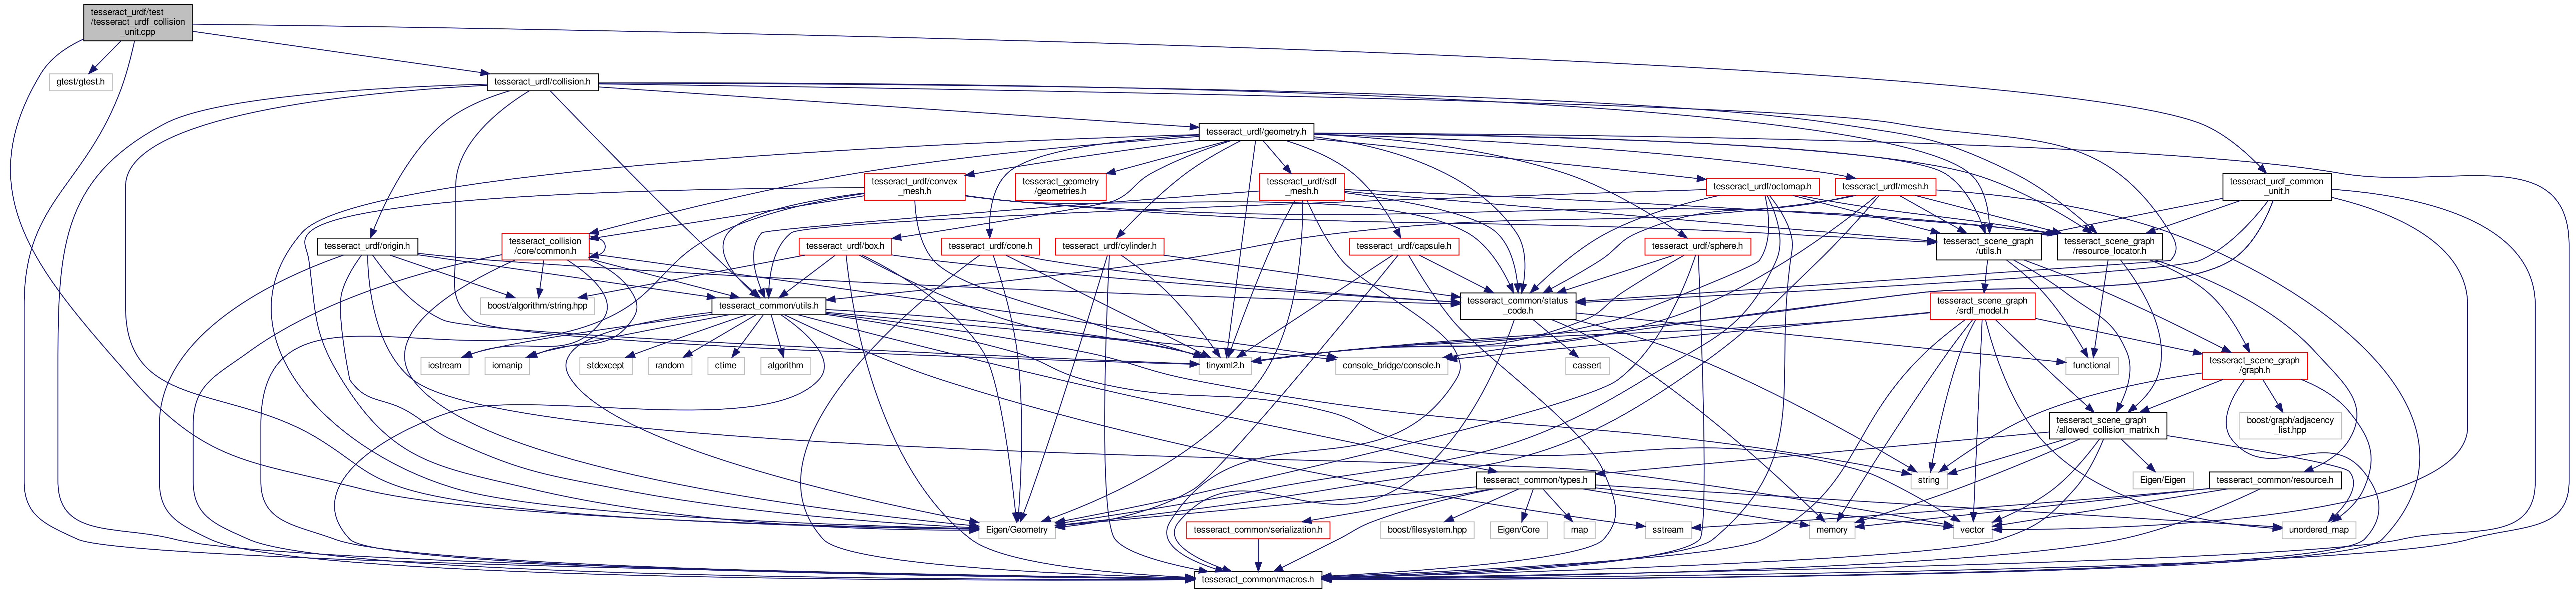 tesseract_urdf/test
/tesseract_urdf_collision
_unit.cpp
gtest/gtest.h
tesseract_urdf/collision.h
tesseract_urdf/geometry.h
tesseract_urdf/convex
_mesh.h
tesseract_geometry
/geometries.h
tesseract_urdf/sdf
_mesh.h
tesseract_urdf/octomap.h
tesseract_urdf/mesh.h
tesseract_urdf_common
_unit.h
tesseract_urdf/origin.h
tesseract_collision
/core/common.h
tesseract_urdf/box.h
tesseract_urdf/cone.h
tesseract_urdf/cylinder.h
tesseract_urdf/capsule.h
tesseract_urdf/sphere.h
tesseract_scene_graph
/utils.h
tesseract_scene_graph
/resource_locator.h
boost/algorithm/string.hpp
tesseract_common/utils.h
tesseract_common/status
_code.h
tesseract_scene_graph
/srdf_model.h
iostream
iomanip
stdexcept
random
ctime
algorithm
tinyxml2.h
console_bridge/console.h
cassert
functional
tesseract_scene_graph
/graph.h
tesseract_scene_graph
/allowed_collision_matrix.h
boost/graph/adjacency
_list.hpp
tesseract_common/types.h
string
Eigen/Eigen
tesseract_common/resource.h
Eigen/Geometry
tesseract_common/serialization.h
boost/filesystem.hpp
Eigen/Core
map
sstream
memory
vector
unordered_map
tesseract_common/macros.h